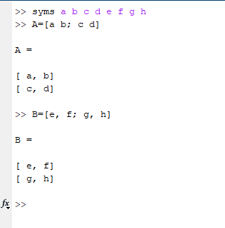 >> syms a b c d e f g h
>> A=[a b; c d]
A =
[ a, b]
[ c, d]
>> B=[e, f; g, h]
B =
[ e, f]
[ g, h]
fx >>